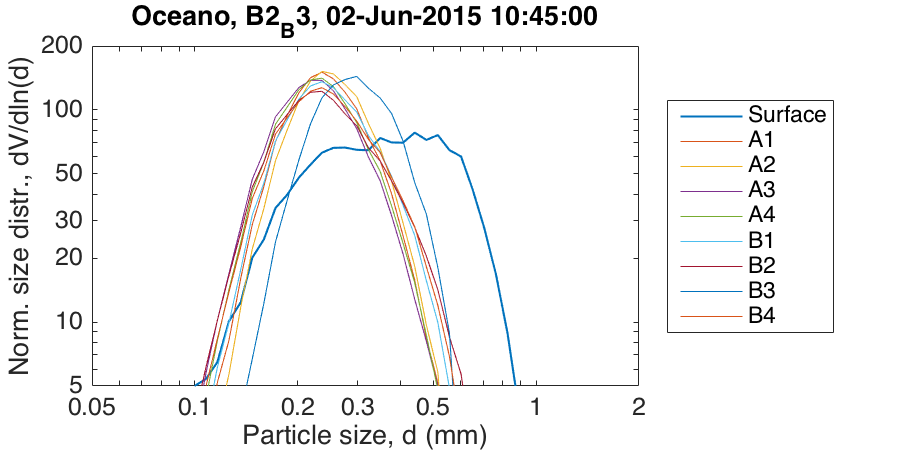 Oceano, B2_B3, 02-Jun-2015 10:45:00
Norm. size distr., dV/dln(d)
200
100
50
30
20
10
5
0.05 0.1 0.2 0.3 0.5 1 2
Particle size, d (mm)
Surface
A1
A2
A3
A4
B1
B2
B3
B4